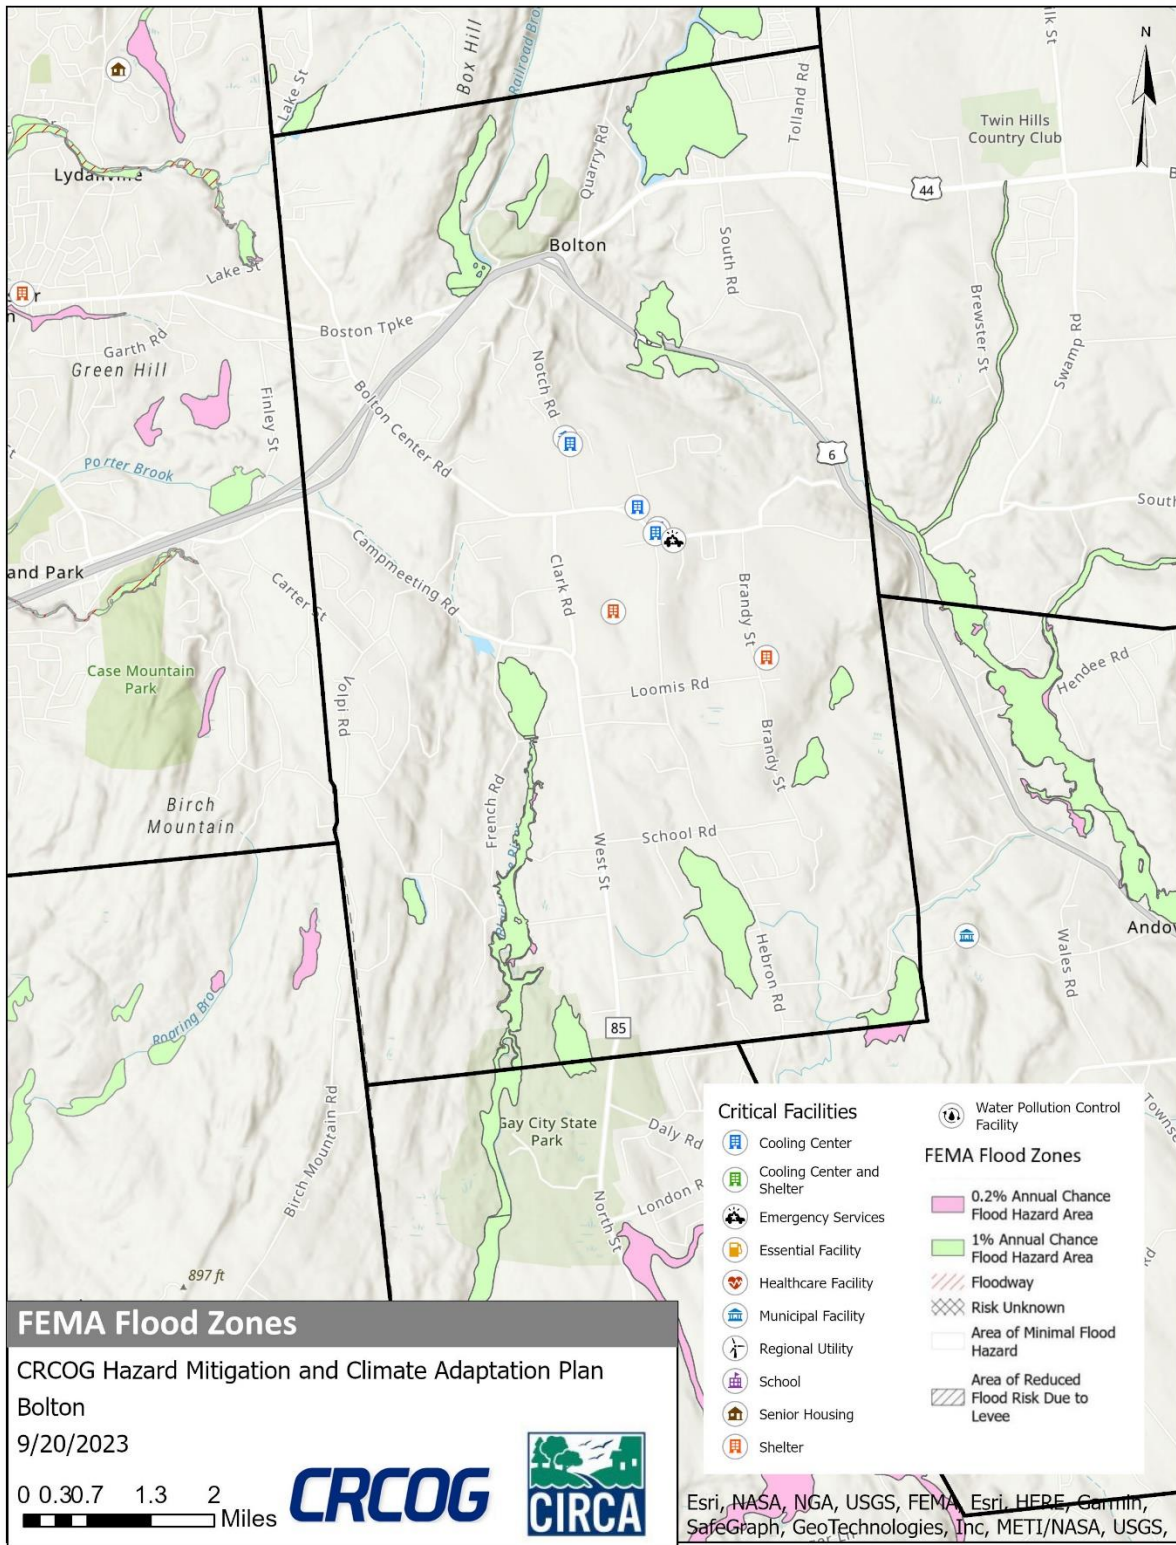 Box Hill
Railroad Bro
lk St
N
Lake St
Tolland Rd
Twin Hills
Country Club
Quarry Rd
Lydallville
44
B
Bolton
South Rd
Lake St
Brewster St
Swamp Rd
Boston Tpke
Garth Rd
Green Hill
Notch Rd
Finley St
Bolton Center Rd
Porter Brook
6
South
and Park
Campmeeting Rd
Clark Rd
Carter St
Brandy St
Case Mountain
Park
Hendee Rd
Loomis Rd
Volpi Rd
Brandy St
Birch
Mountain
French Rd
School Rd
West St
Andov
Hebron Rd
Wales Rd
Roaring Bro
85
Birch Mountain Rd
Gay City State
Park
Daly Rd
London R
North St
Towns
Rd
897 ft
Critical Facilities
Cooling Center
Cooling Center and
Shelter
Emergency Services
Essential Facility
Healthcare Facility
Municipal Facility
Regional Utility
School
Senior Housing
Shelter
Water Pollution Control
Facility
FEMA Flood Zones
0.2% Annual Chance
Flood Hazard Area
1% Annual Chance
Flood Hazard Area
Floodway
Risk Unknown
Area of Minimal Flood
Hazard
Area of Reduced
Flood Risk Due to
Levee
FEMA Flood Zones
CRCOG Hazard Mitigation and Climate Adaptation Plan
Bolton
9/20/2023
0 0.30.7 1.3 2
Miles
CRCOG
CIRCA
Esri, NASA, NGA, USGS, FEMA, Esri, HERE, Garmin,
SafeGraph, GeoTechnologies, Inc, METI/NASA, USGS,